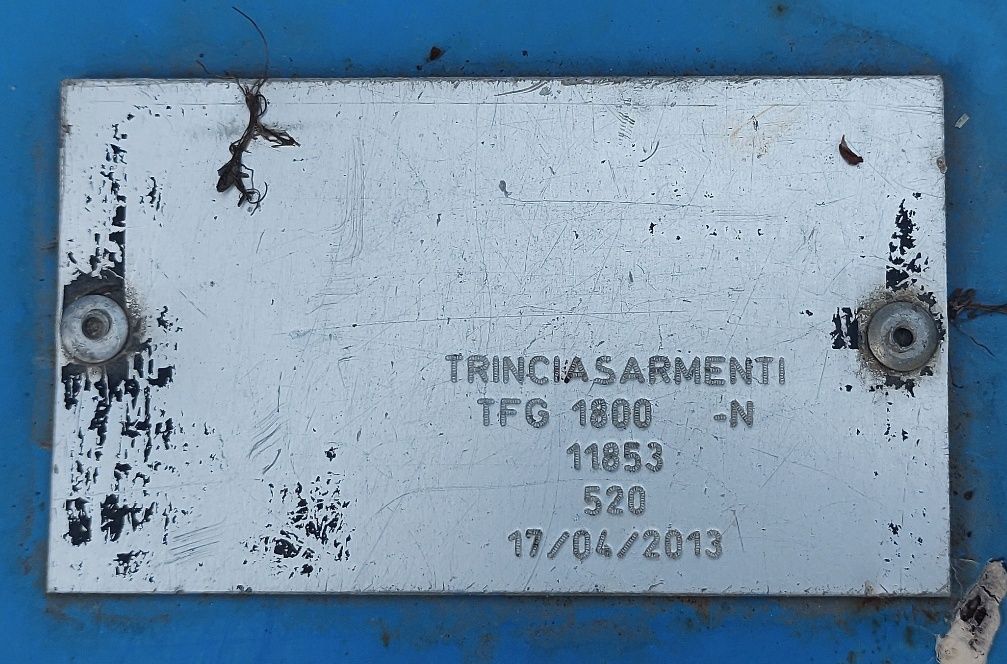 TRINCIASARMENTI
TFG 1800 -N
11853
520
17/04/2013